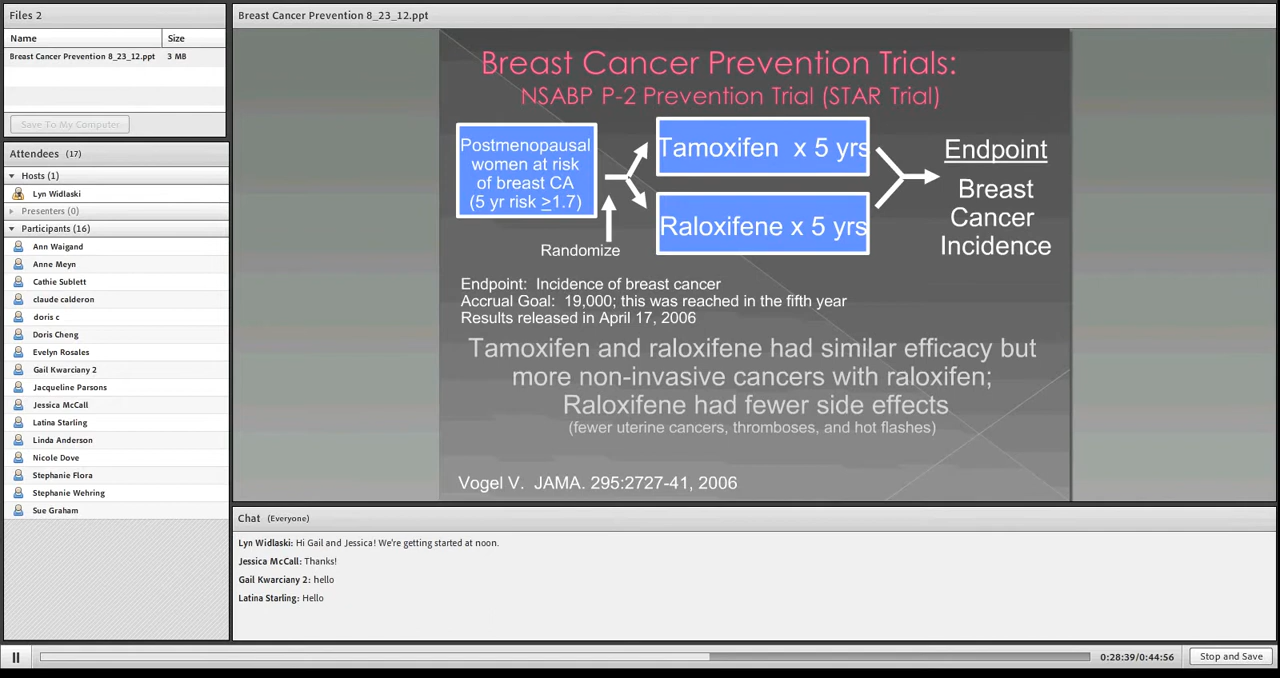 Files 2
Name Size
Breast Cancer Prevention 8_23_12.ppt 3 MB
Save To My Computer
Attendees (17)
Hosts (1)
Lyn Widlaski
Presenters (0)
Participants (16)
Ann Waigand
Anne Meyn
Cathie Sublett
claude calderon
doris c
Doris Cheng
Evelyn Rosales
Gail Kwarciany 2
Jacqueline Parsons
Jessica McCall
Latina Starling
Linda Anderson
Nicole Dove
Stephanie Flora
Stephanie Wehring
Sue Graham
Breast Cancer Prevention 8_23_12.ppt
Breast Cancer Prevention Trials:
NSABP P-2 Prevention Trial (STAR Trial)
Postmenopausal
women at risk
of breast CA
(5 yr risk ≥1.7)
Randomize
Tamoxifen x 5 yrs
Raloxifene x 5 yrs
Endpoint
Breast
Cancer
Incidence
Endpoint: Incidence of breast cancer
Accrual Goal: 19,000; this was reached in the fifth year
Results released in April 17, 2006
Tamoxifen and raloxifene had similar efficacy but
more non-invasive cancers with raloxifen;
Raloxifene had fewer side effects
(fewer uterine cancers, thromboses, and hot flashes)
Vogel V. JAMA. 295:2727-41, 2006
Chat (Everyone)
Lyn Widlaski: Hi Gail and Jessica! We're getting started at noon.
Jessica McCall: Thanks!
Gail Kwarciany 2: hello
Latina Starling: Hello
0:28:39/0:44:56
Stop and Save